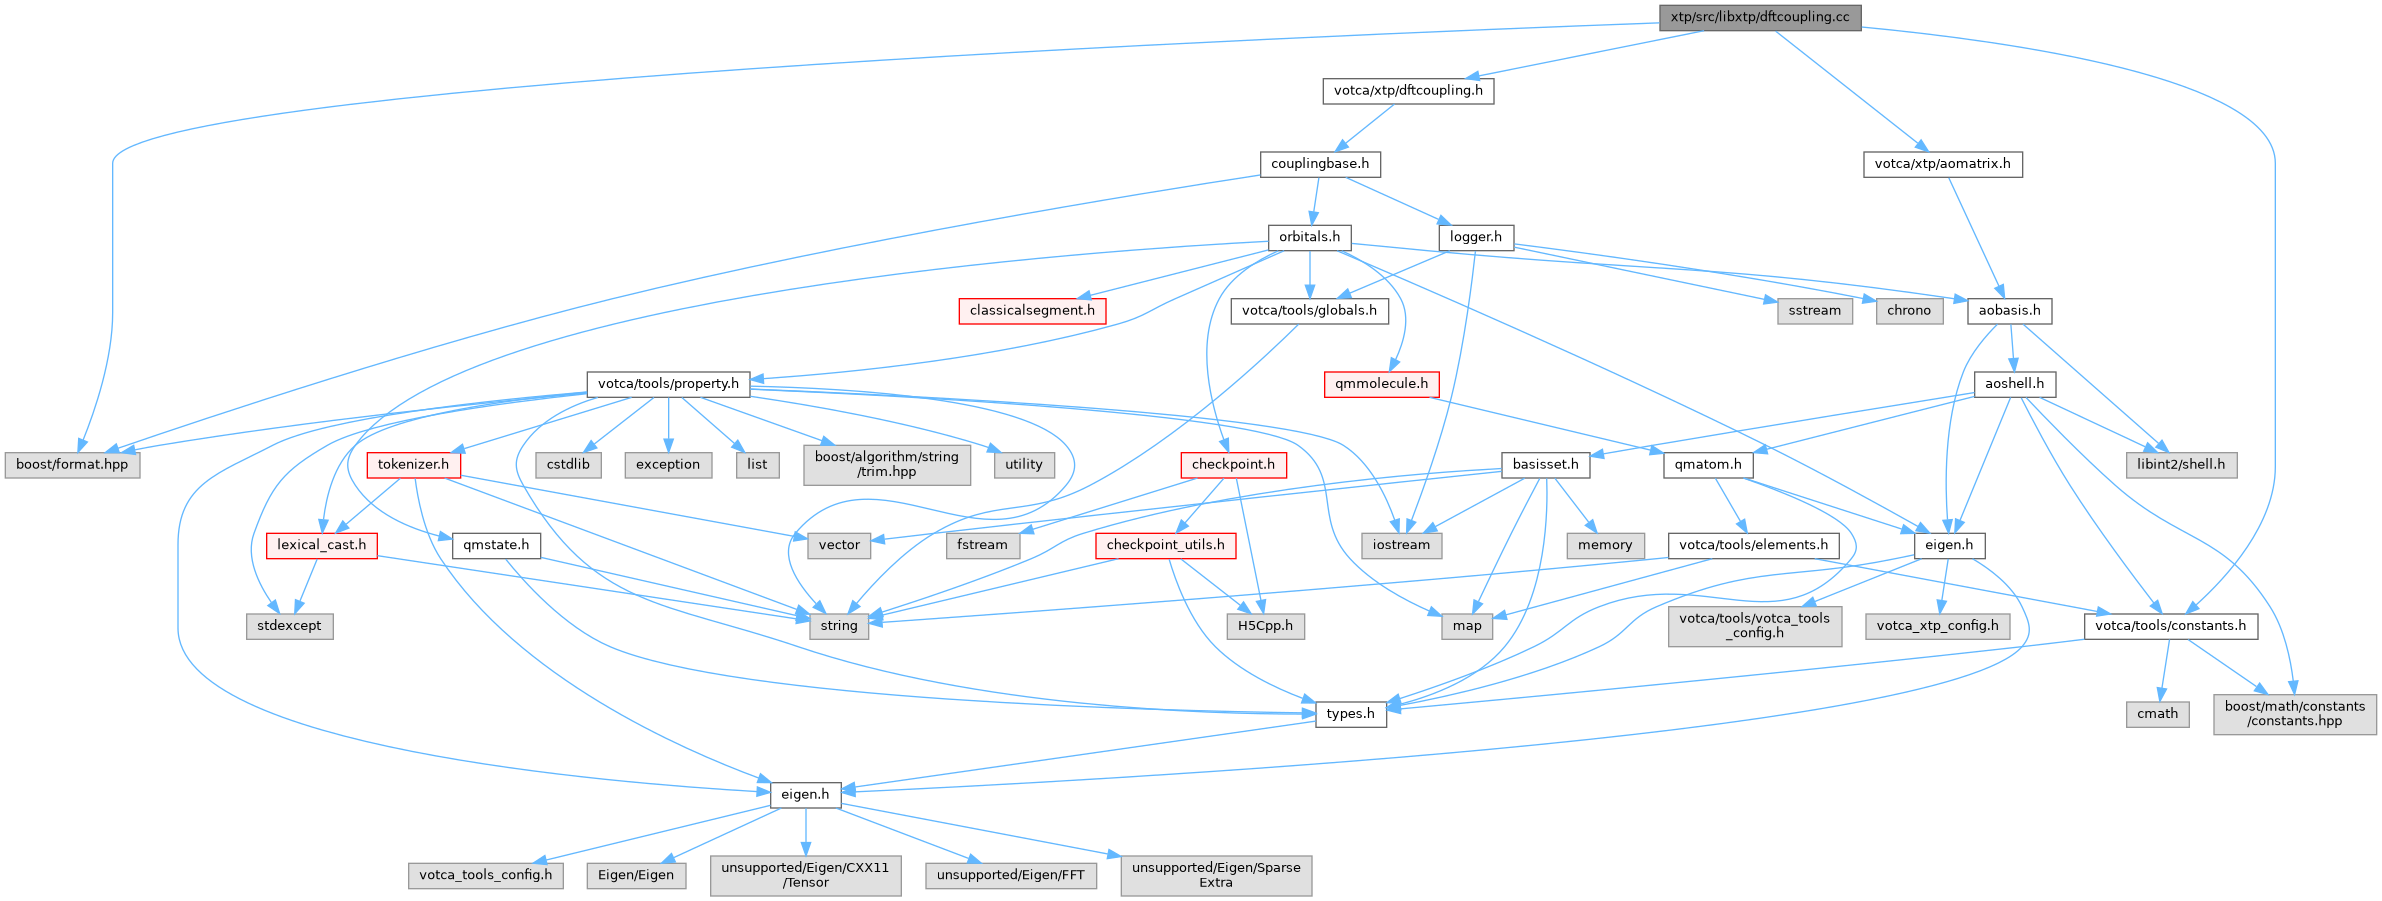 xtp/src/libxtp/dftcoupling.cc
votca/xtp/dftcoupling.h
couplingbase.h
votca/xtp/aomatrix.h
orbitals.h
logger.h
classicalsegment.h
votca/tools/globals.h
sstream
chrono
aobasis.h
votca/tools/property.h
qmmolecule.h
aoshell.h
boost/format.hpp
tokenizer.h
cstdlib
exception
list
boost/algorithm/string
/trim.hpp
utility
checkpoint.h
basisset.h
qmatom.h
libint2/shell.h
lexical_cast.h
qmstate.h
vector
fstream
checkpoint_utils.h
iostream
memory
votca/tools/elements.h
eigen.h
stdexcept
string
H5Cpp.h
map
votca/tools/votca_tools
_config.h
votca_xtp_config.h
votca/tools/constants.h
types.h
cmath
boost/math/constants
/constants.hpp
eigen.h
votca_tools_config.h
Eigen/Eigen
unsupported/Eigen/CXX11
/Tensor
unsupported/Eigen/FFT
unsupported/Eigen/Sparse
Extra